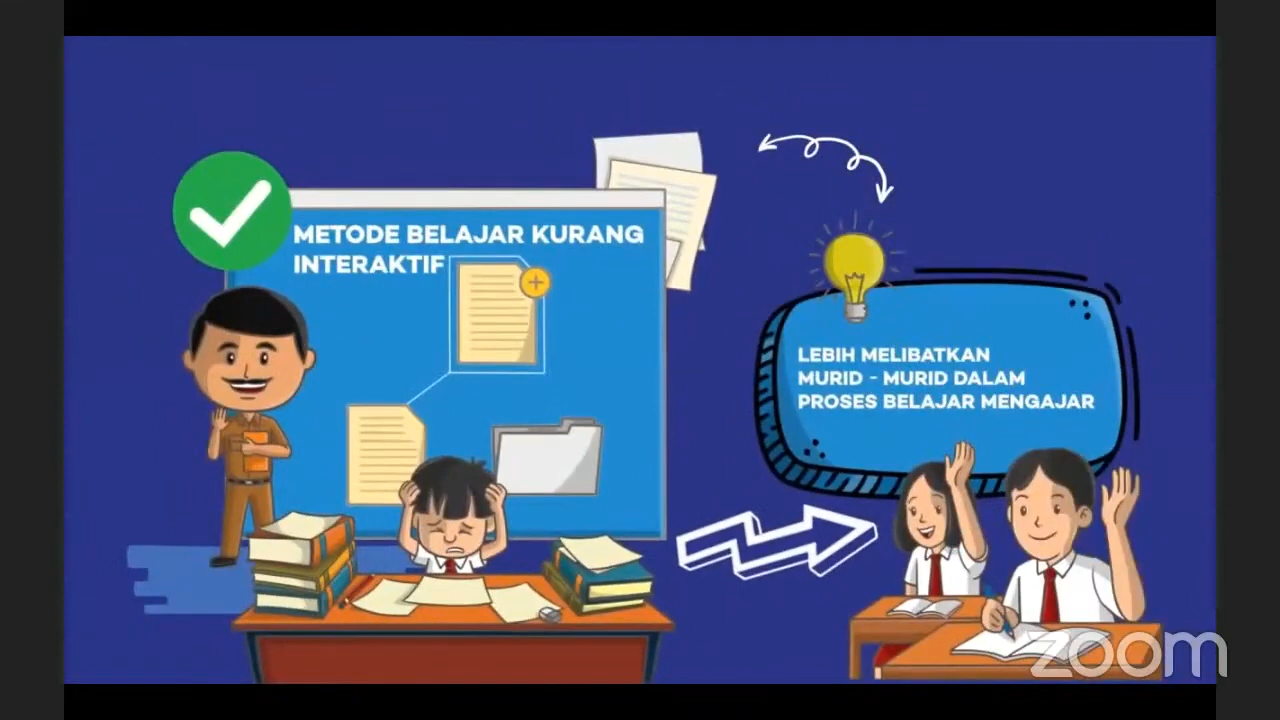 METODE BELAJAR KURANG
INTERAKTIF
LEBIH MELIBATKAN
MURID - MURID DALAM
PROSES BELAJAR MENGAJAR
zoom